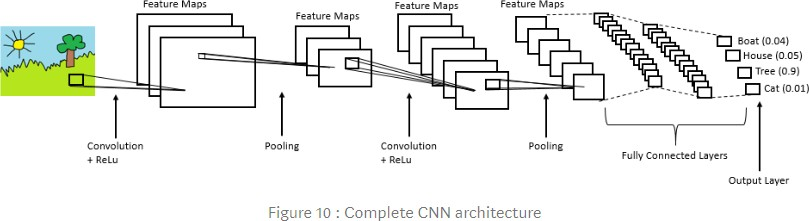 Feature Maps
Feature Maps
Feature Maps
Feature Maps
Boat (0.04)
House (0.05)
Tree (0.9)
Cat (0.01)
Convolution
+ ReLu
Pooling
Convolution
+ ReLu
Pooling
Fully Connected Layers
Output Layer
Figure 10 : Complete CNN architecture